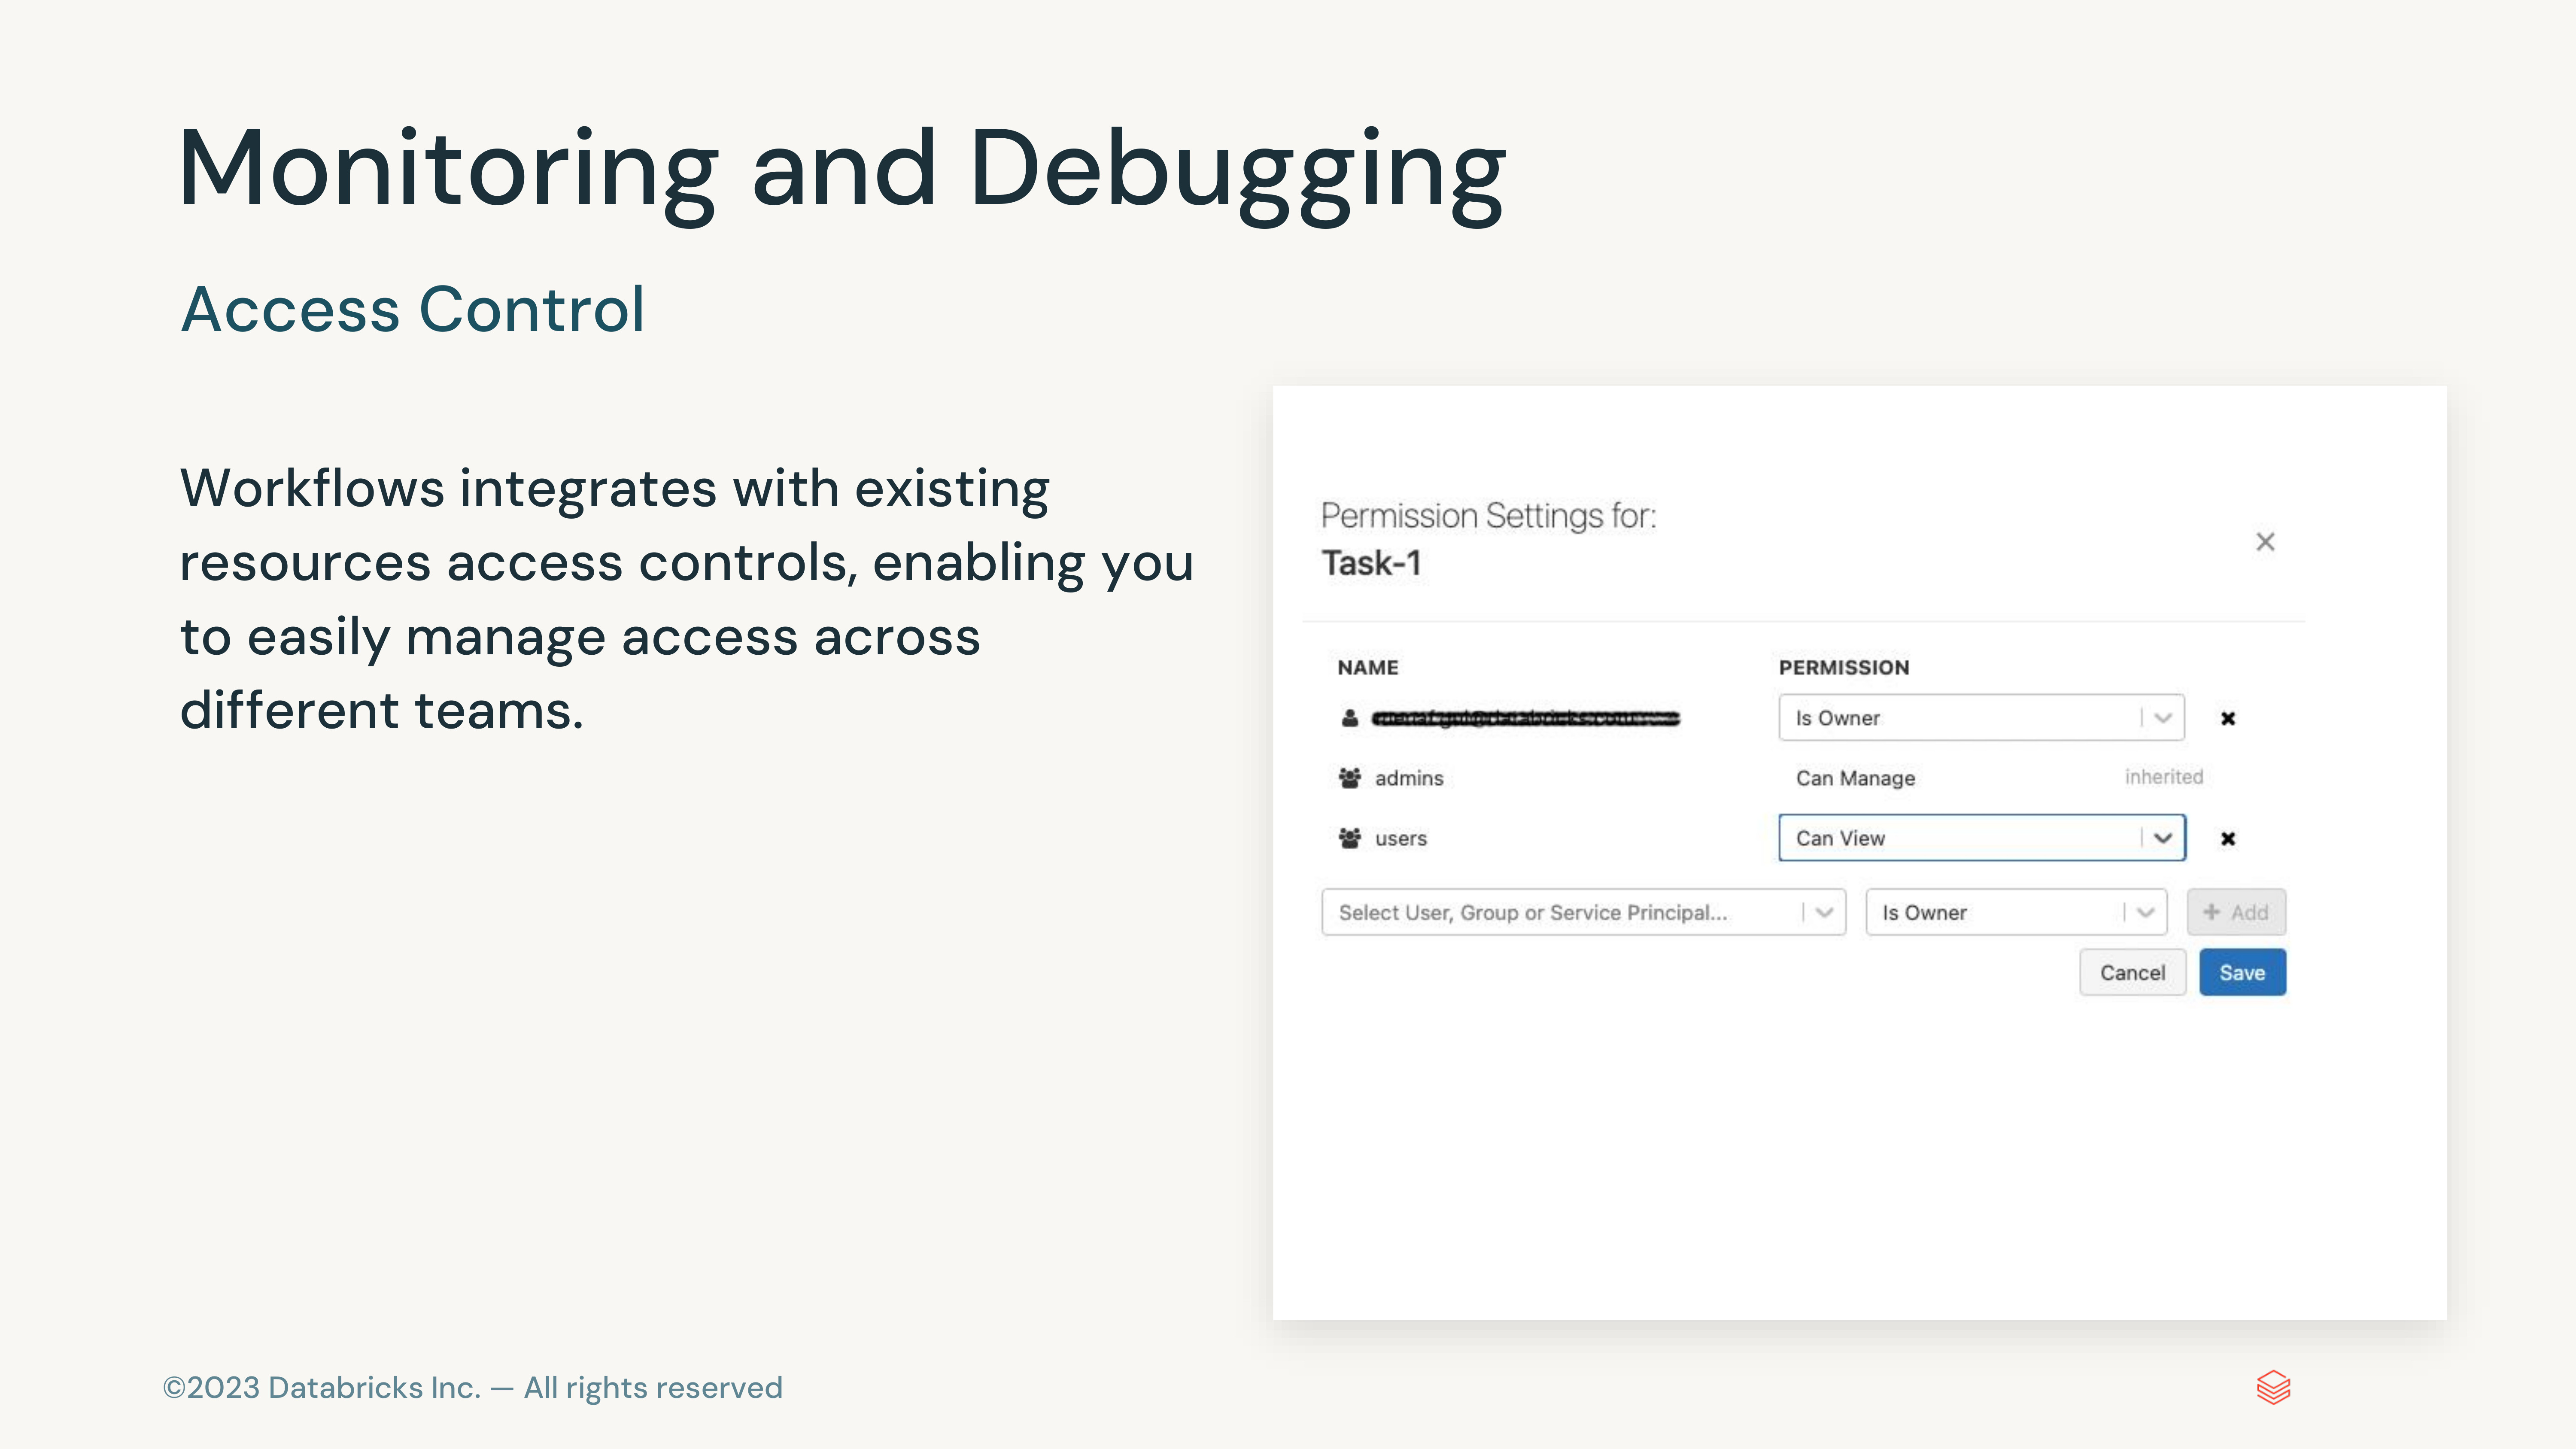 Monitoring and Debugging
Access Control
Workflows integrates with existing
resources access controls, enabling you
to easily manage access across
different teams.
Permission Settings for:
Task-1
NAME PERMISSION
Is Owner
admins Can Manage inherited
users Can View
Select User, Group or Service Principal... Is Owner + Add
Cancel Save
©2023 Databricks Inc. — All rights reserved